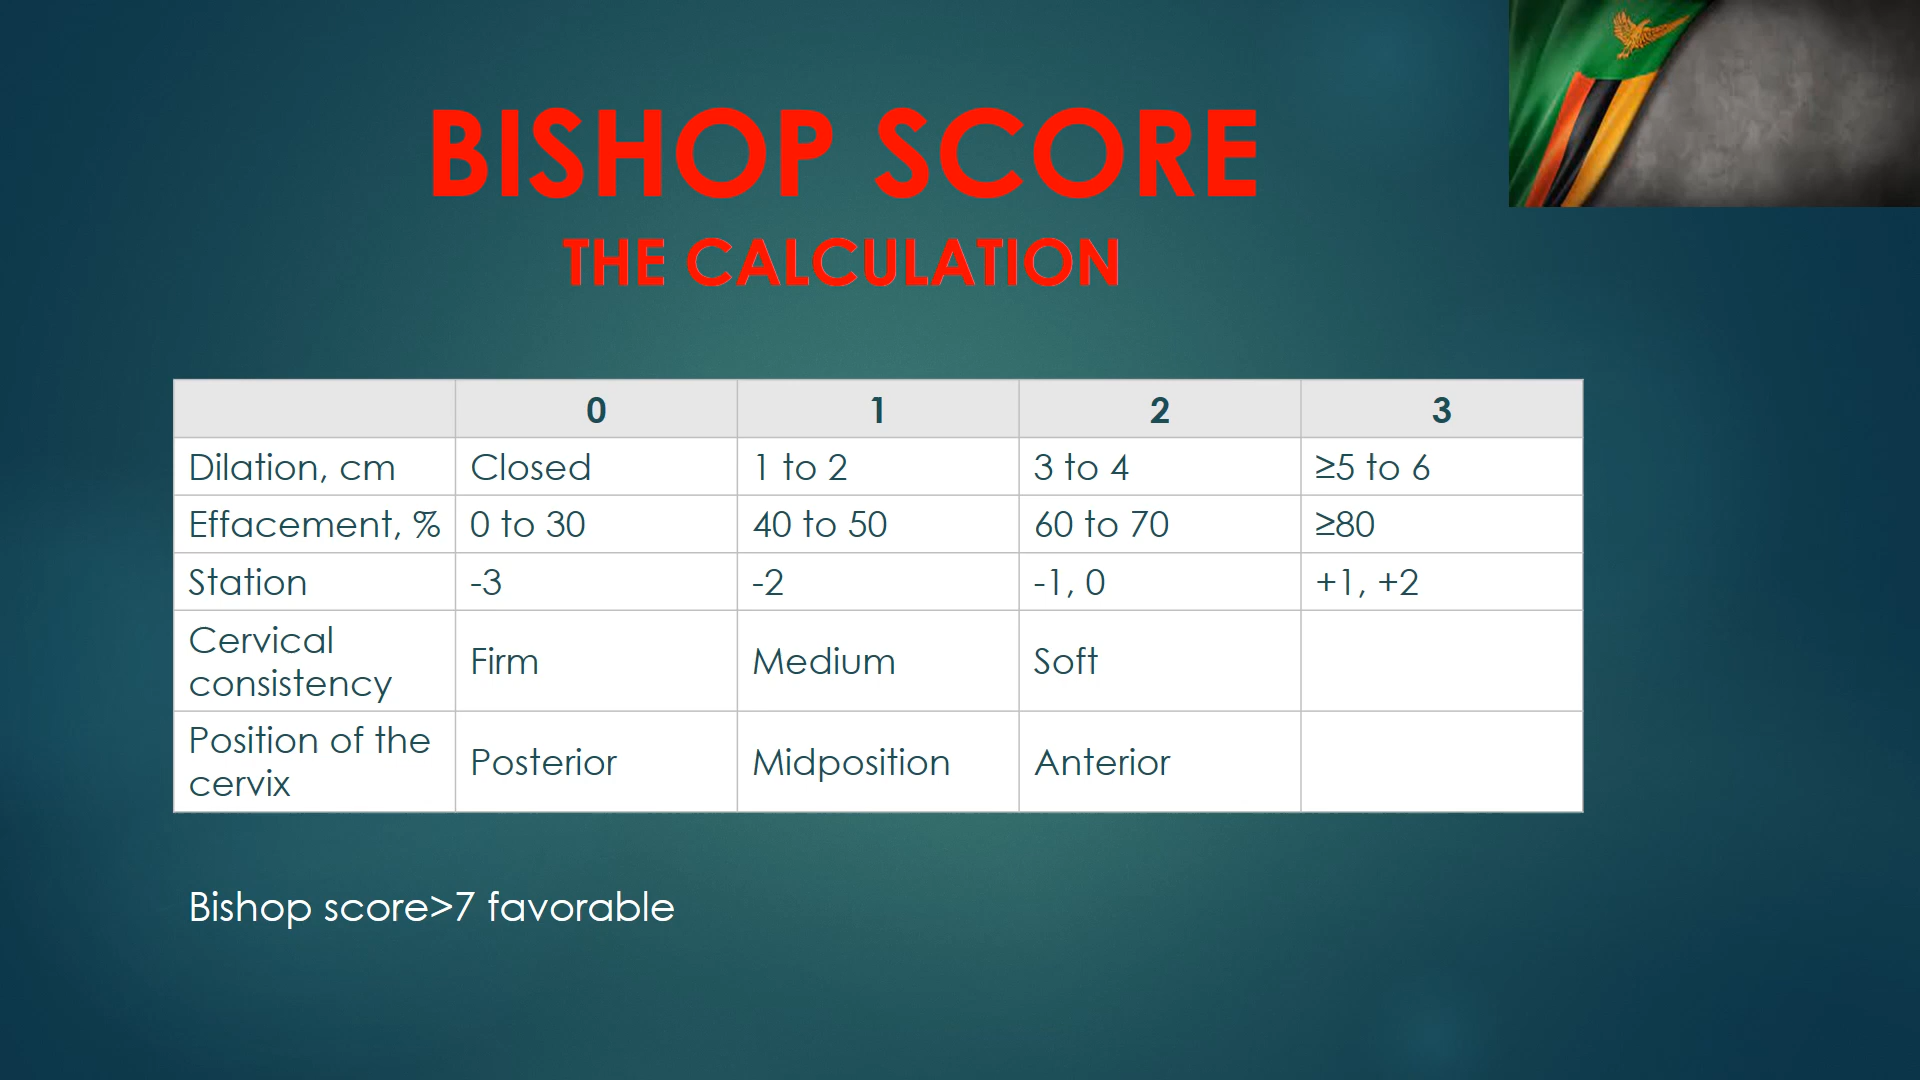 BISHOP SCORE
THE CALCULATION
0 1 2 3
Dilation, cm Closed 1 to 2 3 to 4 ≥5 to 6
Effacement, % 0 to 30 40 to 50 60 to 70 ≥80
Station -3 -2 -1, 0 +1, +2
Cervical
consistency Firm Medium Soft
Position of the
cervix Posterior Midposition Anterior
Bishop score>7 favorable